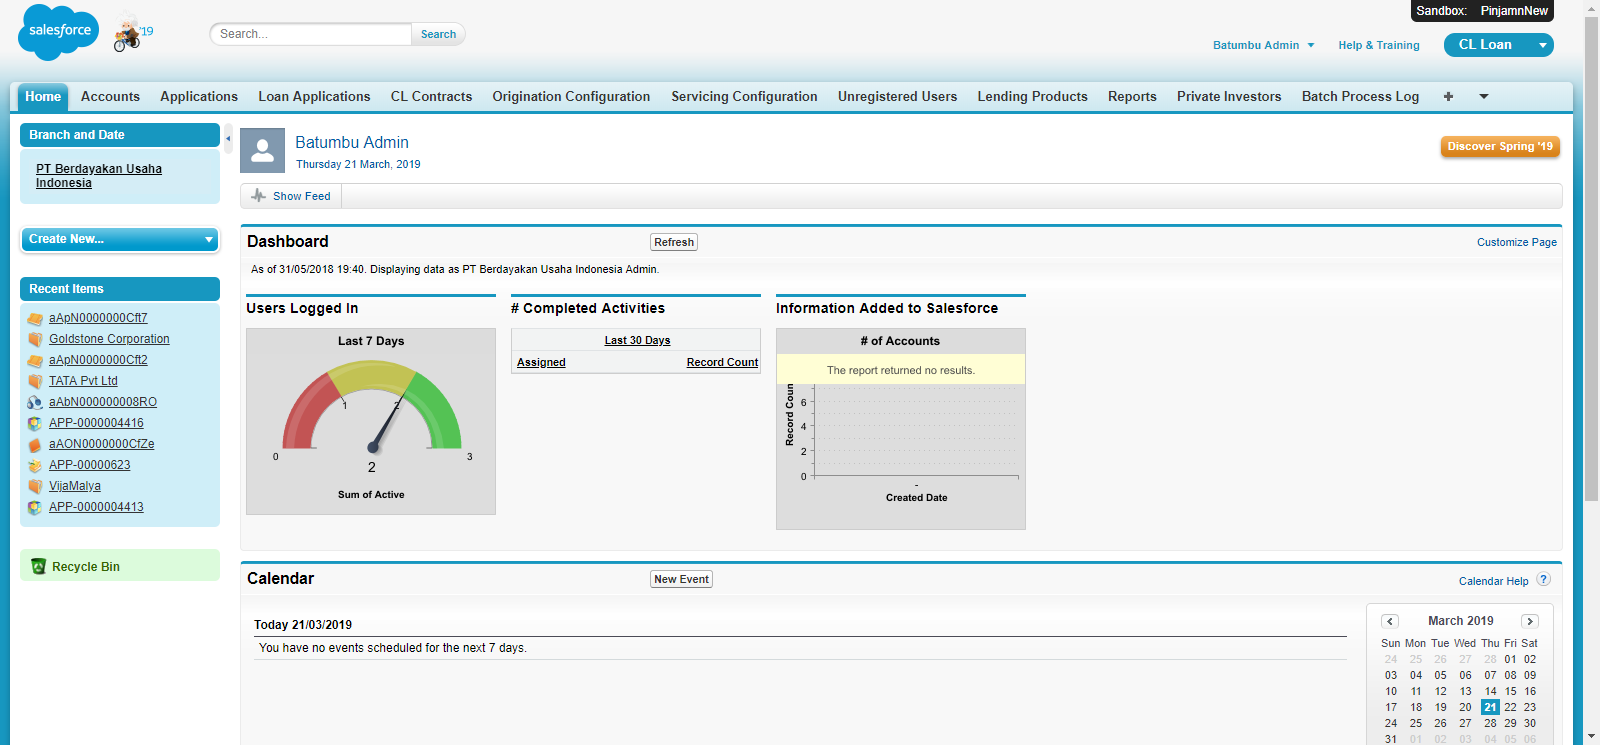 Sandbox: PinjamnNew
salesforce
'19
Search...
Search
Batumbu Admin
Help & Training
CL Loan
Home
Accounts
Applications
Loan Applications
CL Contracts
Origination Configuration
Servicing Configuration
Unregistered Users
Lending Products
Reports
Private Investors
Batch Process Log
+
Branch and Date
PT Berdayakan Usaha
Indonesia
Create New...
Recent Items
aApN0000000Cft7
Goldstone Corporation
aApN0000000Cft2
TATA Pvt Ltd
aAbN000000008RO
APP-0000004416
aAON0000000CfZe
APP-00000623
VijaMalya
APP-0000004413
Recycle Bin
Batumbu Admin
Thursday 21 March, 2019
Discover Spring '19
Show Feed
Dashboard
Refresh
Customize Page
As of 31/05/2018 19:40. Displaying data as PT Berdayakan Usaha Indonesia Admin.
Users Logged In
Last 7 Days
0
1
2
3
2
Sum of Active
# Completed Activities
Last 30 Days
Assigned Record Count
Information Added to Salesforce
# of Accounts
The report returned no results.
Record Coun
6
4
2
0
-
Created Date
Calendar
New Event
Calendar Help ?
Today 21/03/2019
You have no events scheduled for the next 7 days.
March 2019
Sun Mon Tue Wed Thu Fri Sat
24 25 26 27 28 01 02
03 04 05 06 07 08 09
10 11 12 13 14 15 16
17 18 19 20 21 22 23
24 25 26 27 28 29 30
31 01 02 03 04 05 06